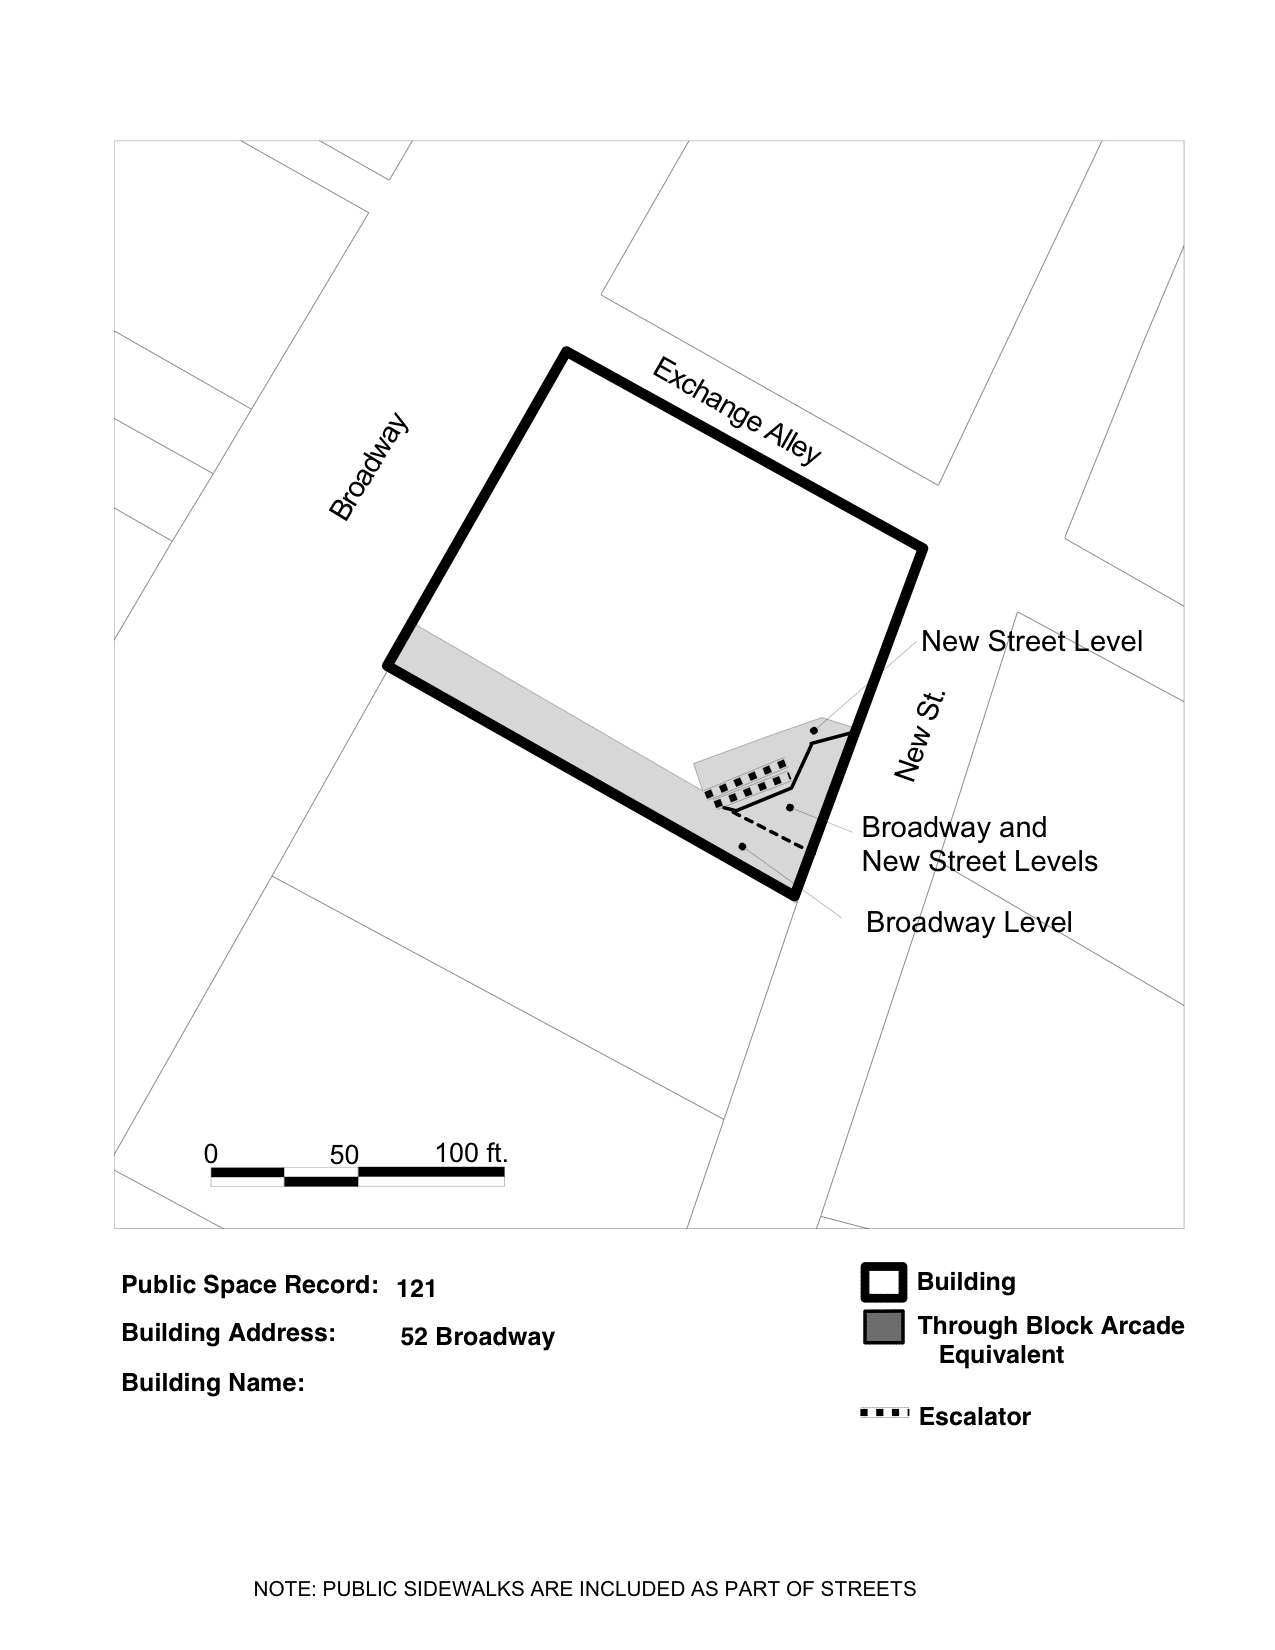 Exchange Alley
Broadway
New Street Level
New St.
Broadway and
New Street Levels
Broadway Level
0 50 100 ft.
Public Space Record: 121
Building Address: 52 Broadway
Building Name:
Building
Through Block Arcade
Equivalent
Escalator
NOTE: PUBLIC SIDEWALKS ARE INCLUDED AS PART OF STREETS